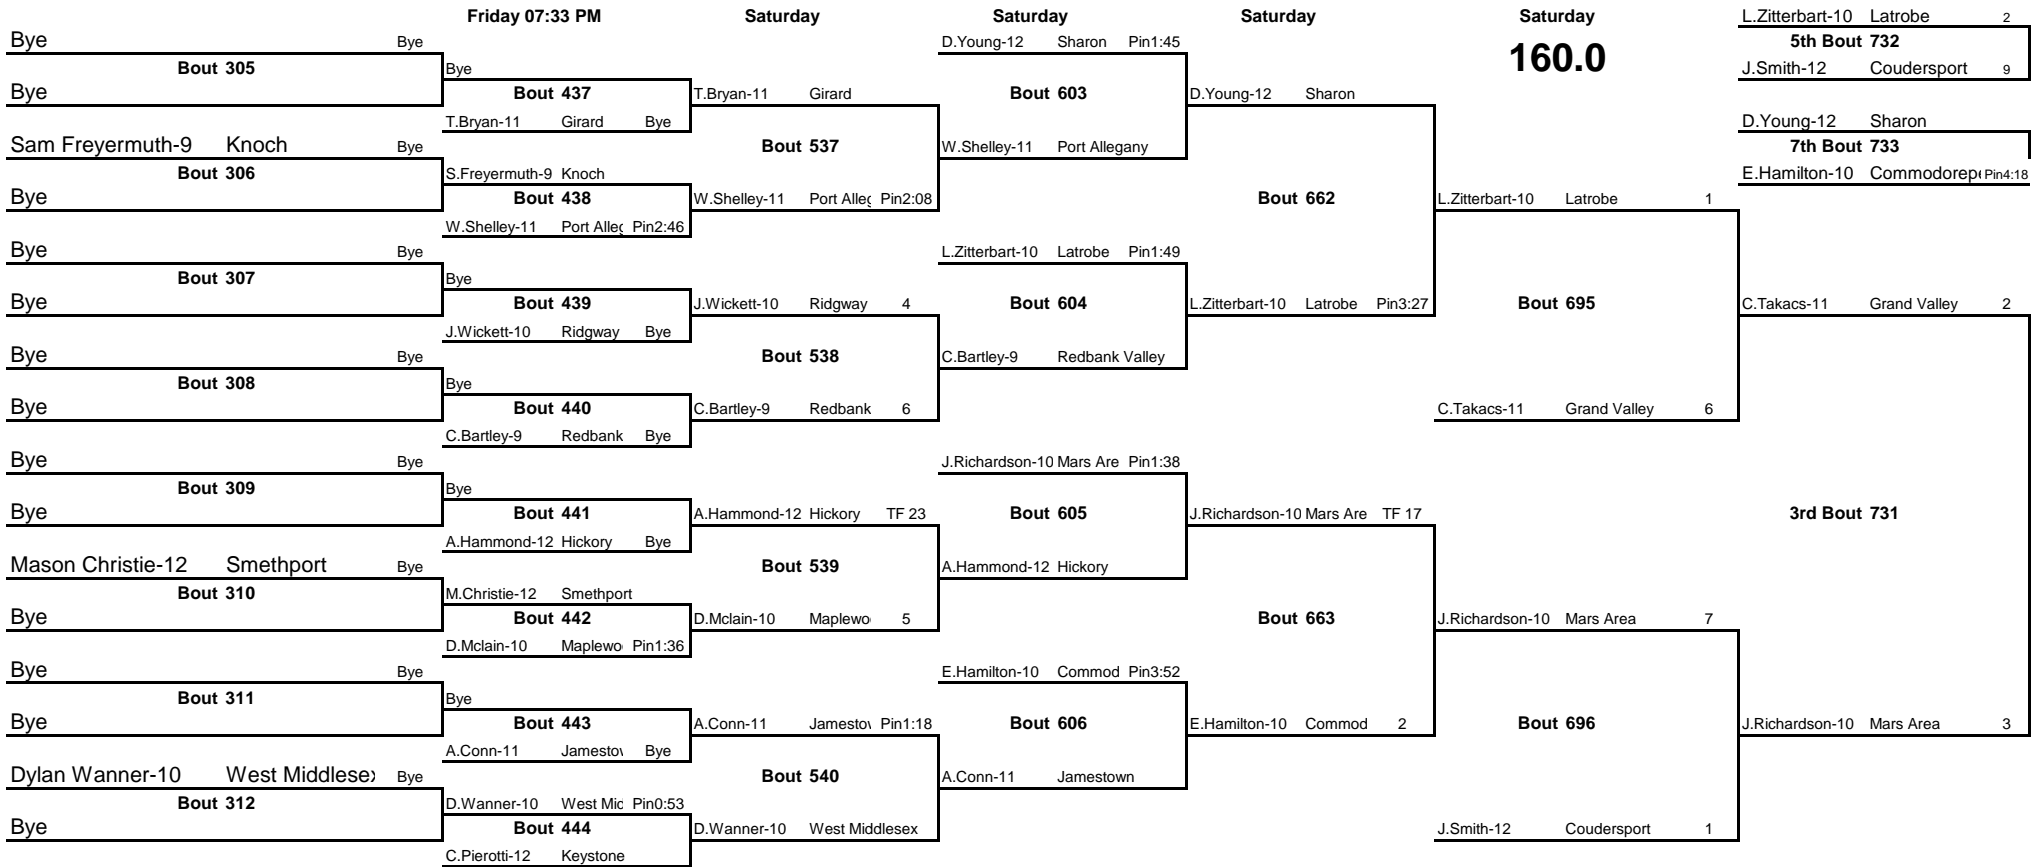 Friday 07:33 PM Saturday Saturday Saturday Saturday L.Zitterbart-10 Latrobe 2
Bye Bye D.Young-12 Sharon Pin1:45 160.0 5th Bout 732
Bout 305 Bye J.Smith-12 Coudersport 9
Bye Bout 437 T.Bryan-11 Girard Bout 603 D.Young-12 Sharon
T.Bryan-11 Girard Bye D.Young-12 Sharon
Sam Freyermuth-9 Knoch Bye Bout 537 W.Shelley-11 Port Allegany 7th Bout 733
Bout 306 S.Freyermuth-9 Knoch E.Hamilton-10 Commodorep Pin4:18
Bye Bout 438 W.Shelley-11 Port Alleg Pin2:08 Bout 662 L.Zitterbart-10 Latrobe 1
W.Shelley-11 Port Alleg Pin2:46
Bye Bye L.Zitterbart-10 Latrobe Pin1:49
Bout 307 Bye
Bye Bout 439 J.Wickett-10 Ridgway 4 Bout 604 L.Zitterbart-10 Latrobe Pin3:27 Bout 695 C.Takacs-11 Grand Valley 2
J.Wickett-10 Ridgway Bye
Bye Bye Bout 538 C.Bartley-9 Redbank Valley
Bout 308 Bye
Bye Bout 440 C.Bartley-9 Redbank 6 C.Takacs-11 Grand Valley 6
C.Bartley-9 Redbank Bye
Bye Bye J.Richardson-10 Mars Are Pin1:38
Bout 309 Bye
Bye Bout 441 A.Hammond-12 Hickory TF 23 Bout 605 J.Richardson-10 Mars Are TF 17 3rd Bout 731
A.Hammond-12 Hickory Bye
Mason Christie-12 Smethport Bye Bout 539 A.Hammond-12 Hickory
Bout 310 M.Christie-12 Smethport
Bye Bout 442 D.Mclain-10 Maplewo 5 Bout 663 J.Richardson-10 Mars Area 7
D.Mclain-10 Maplewo Pin1:36
Bye Bye E.Hamilton-10 Commod Pin3:52
Bout 311 Bye
Bye Bout 443 A.Conn-11 Jamestov Pin1:18 Bout 606 E.Hamilton-10 Commod 2 Bout 696 J.Richardson-10 Mars Area 3
A.Conn-11 Jamestov Bye
Dylan Wanner-10 West Middlesex Bye Bout 540 A.Conn-11 Jamestown
Bout 312 D.Wanner-10 West Mid Pin0:53
Bye Bout 444 D.Wanner-10 West Middlesex J.Smith-12 Coudersport 1
C.Pierotti-12 Keystone